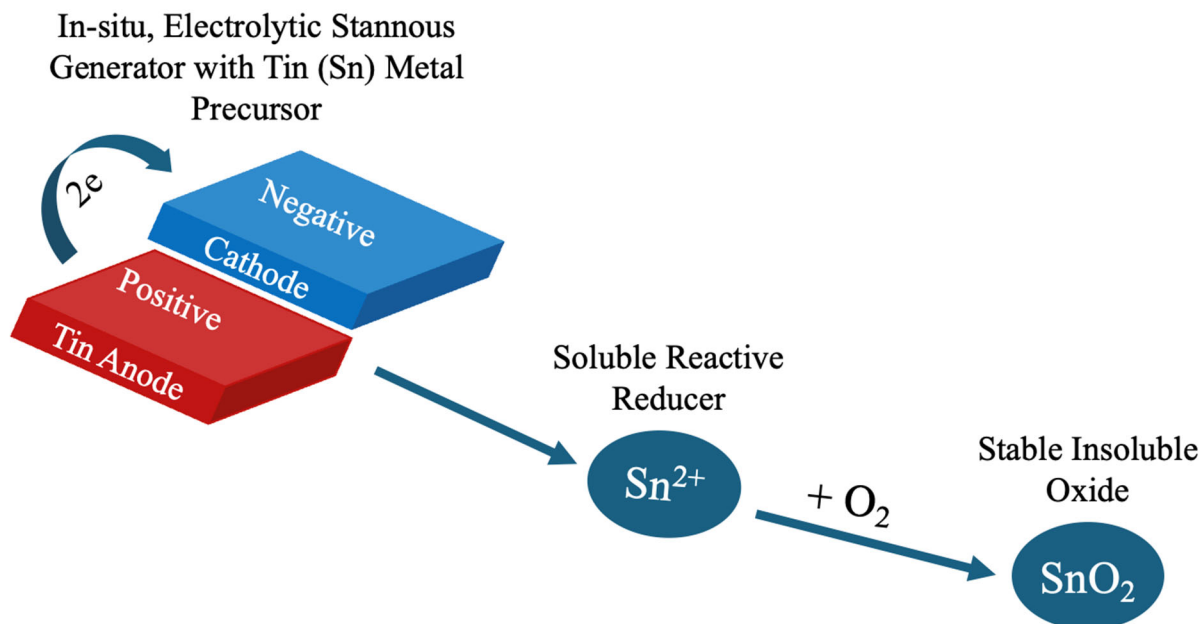 In-situ, Electrolytic Stannous
Generator with Tin (Sn) Metal
Precursor
2e
Negative
Cathode
Positive
Tin Anode
Soluble Reactive
Reducer
Sn²⁺
+ O₂
Stable Insoluble
Oxide
SnO₂